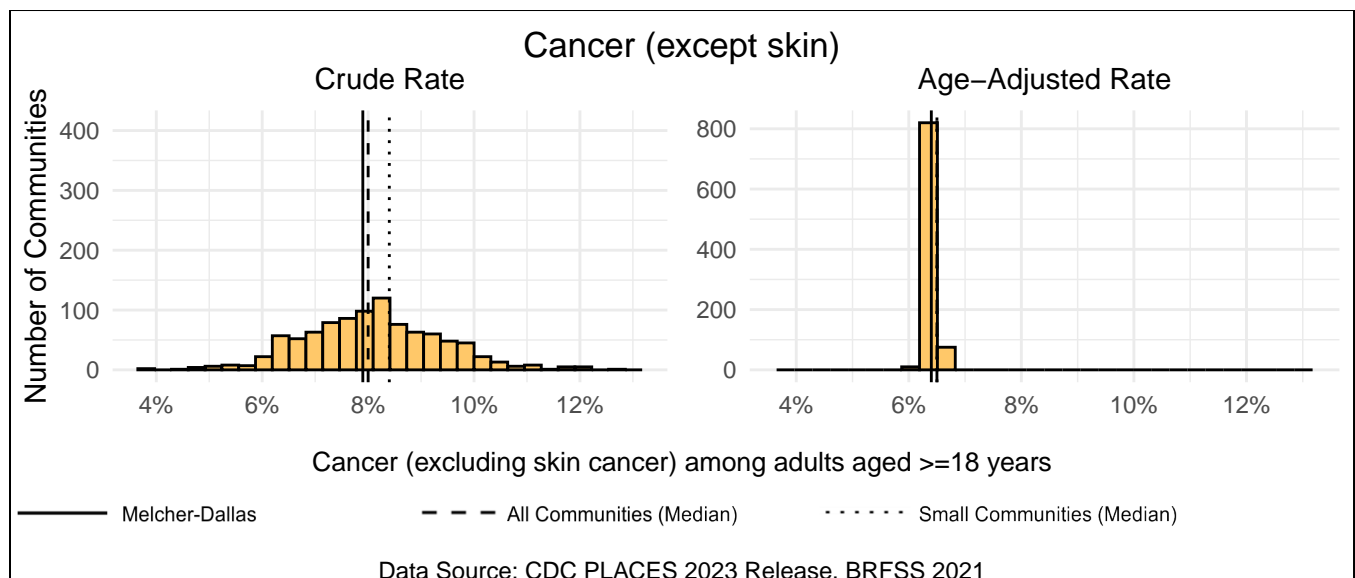 Cancer (except skin)
Crude Rate
Age−Adjusted Rate
Number of Communities
400
300
200
100
0
4%
6%
8%
10%
12%
800
600
400
200
0
4%
6%
8%
10%
12%
Cancer (excluding skin cancer) among adults aged >=18 years
Melcher-Dallas
All Communities (Median)
Small Communities (Median)
Data Source: CDC PLACES 2023 Release, BRFSS 2021